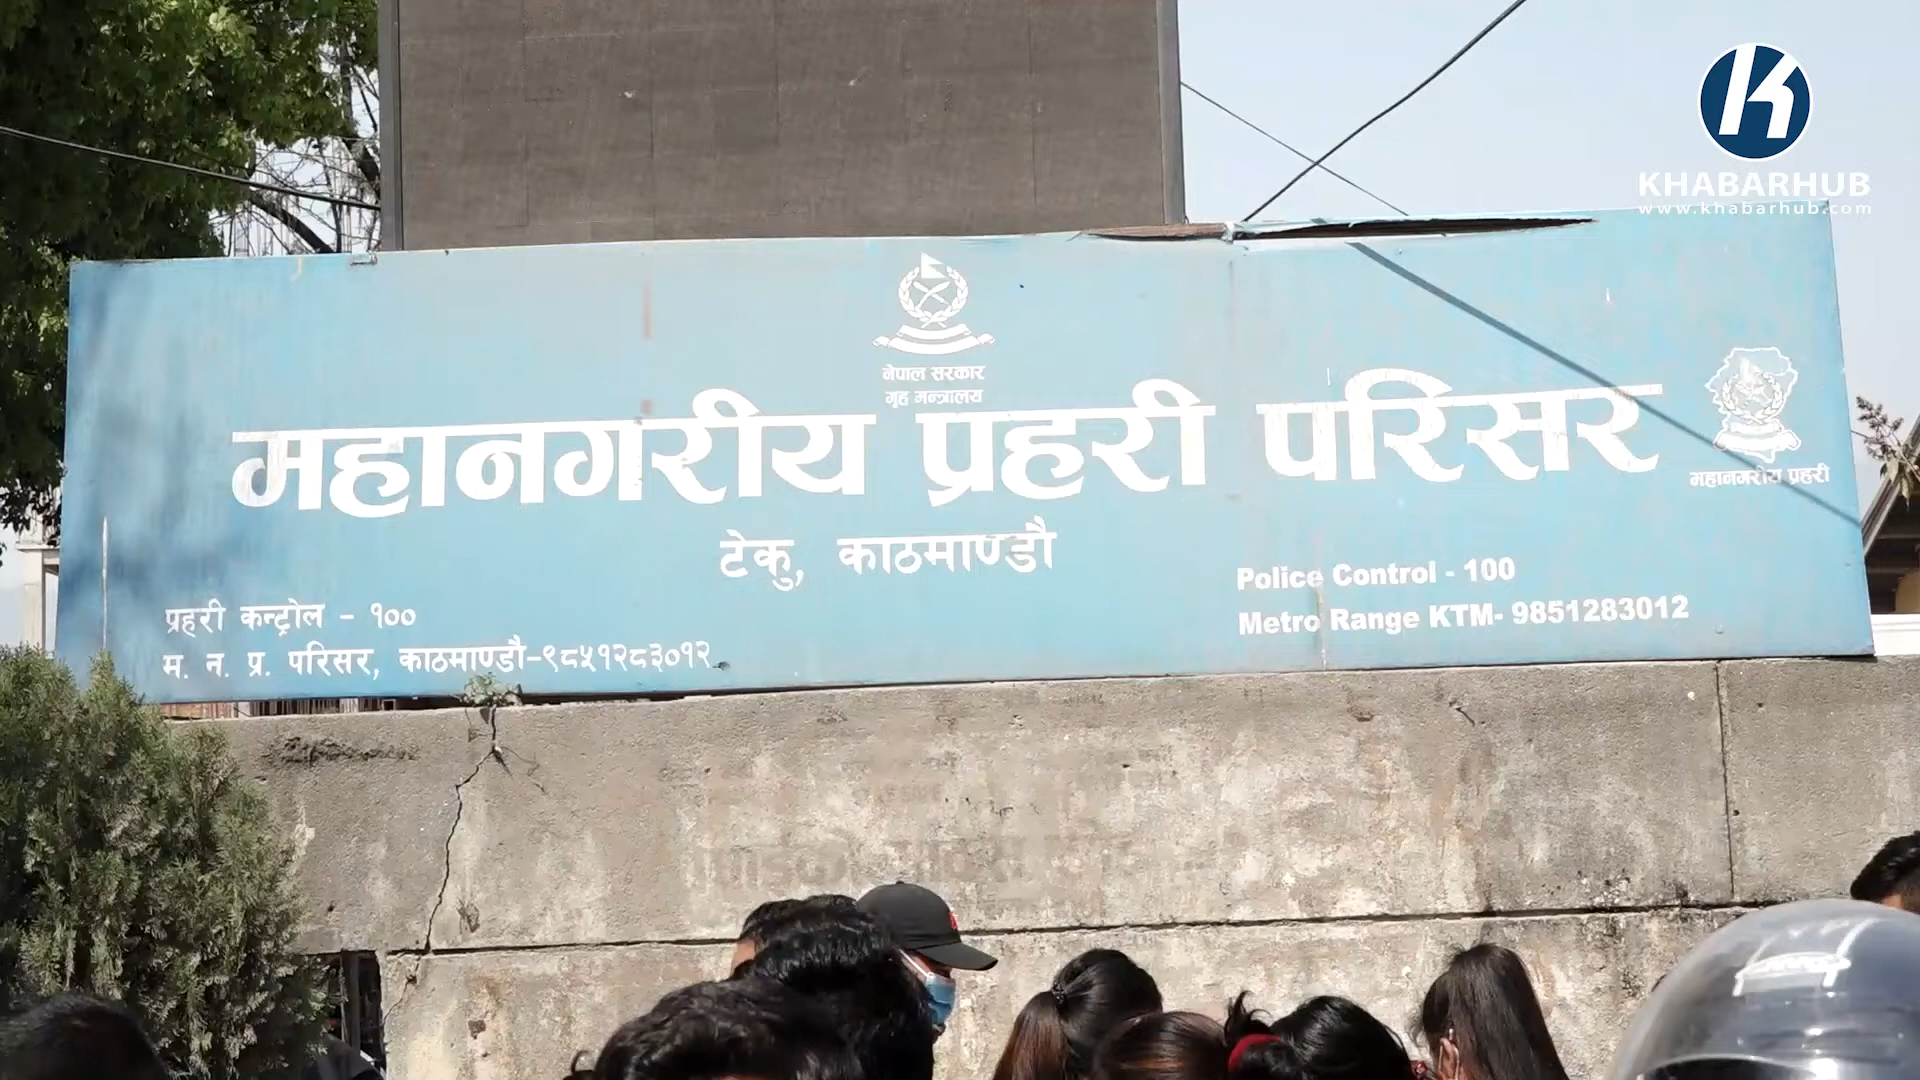 KHABARHUB
www.khabarhub.com
नेपाल सरकार
गृह मन्त्रालय
महानगरीय प्रहरी परिसर
महानगरीय प्रहरी
टेकु, काठमाण्डौ
प्रहरी कन्ट्रोल - १००
म. न. प्र. परिसर, काठमाण्डौ-९८५१२८३०१२
Police Control - 100
Metro Range KTM- 9851283012